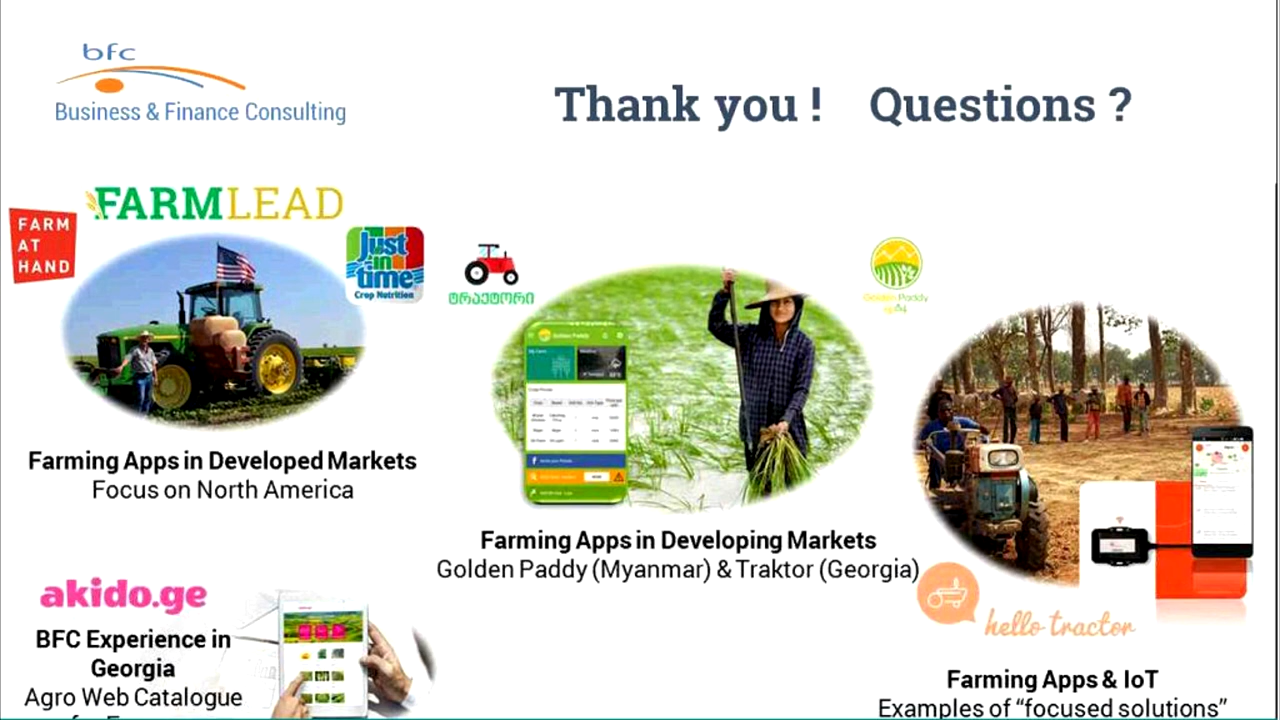 bfc
Business & Finance Consulting
Thank you ! Questions ?
FARMLEAD
FARM
AT
HAND
Just
in
time
Crop Nutrition
ტრაქტორი
Golden Paddy
Golden Paddy
Farming Apps in Developed Markets
Focus on North America
Farming Apps in Developing Markets
Golden Paddy (Myanmar) & Traktor (Georgia)
akido.ge
BFC Experience in
Georgia
Agro Web Catalogue
hello tractor
Farming Apps & IoT
Examples of “focused solutions”